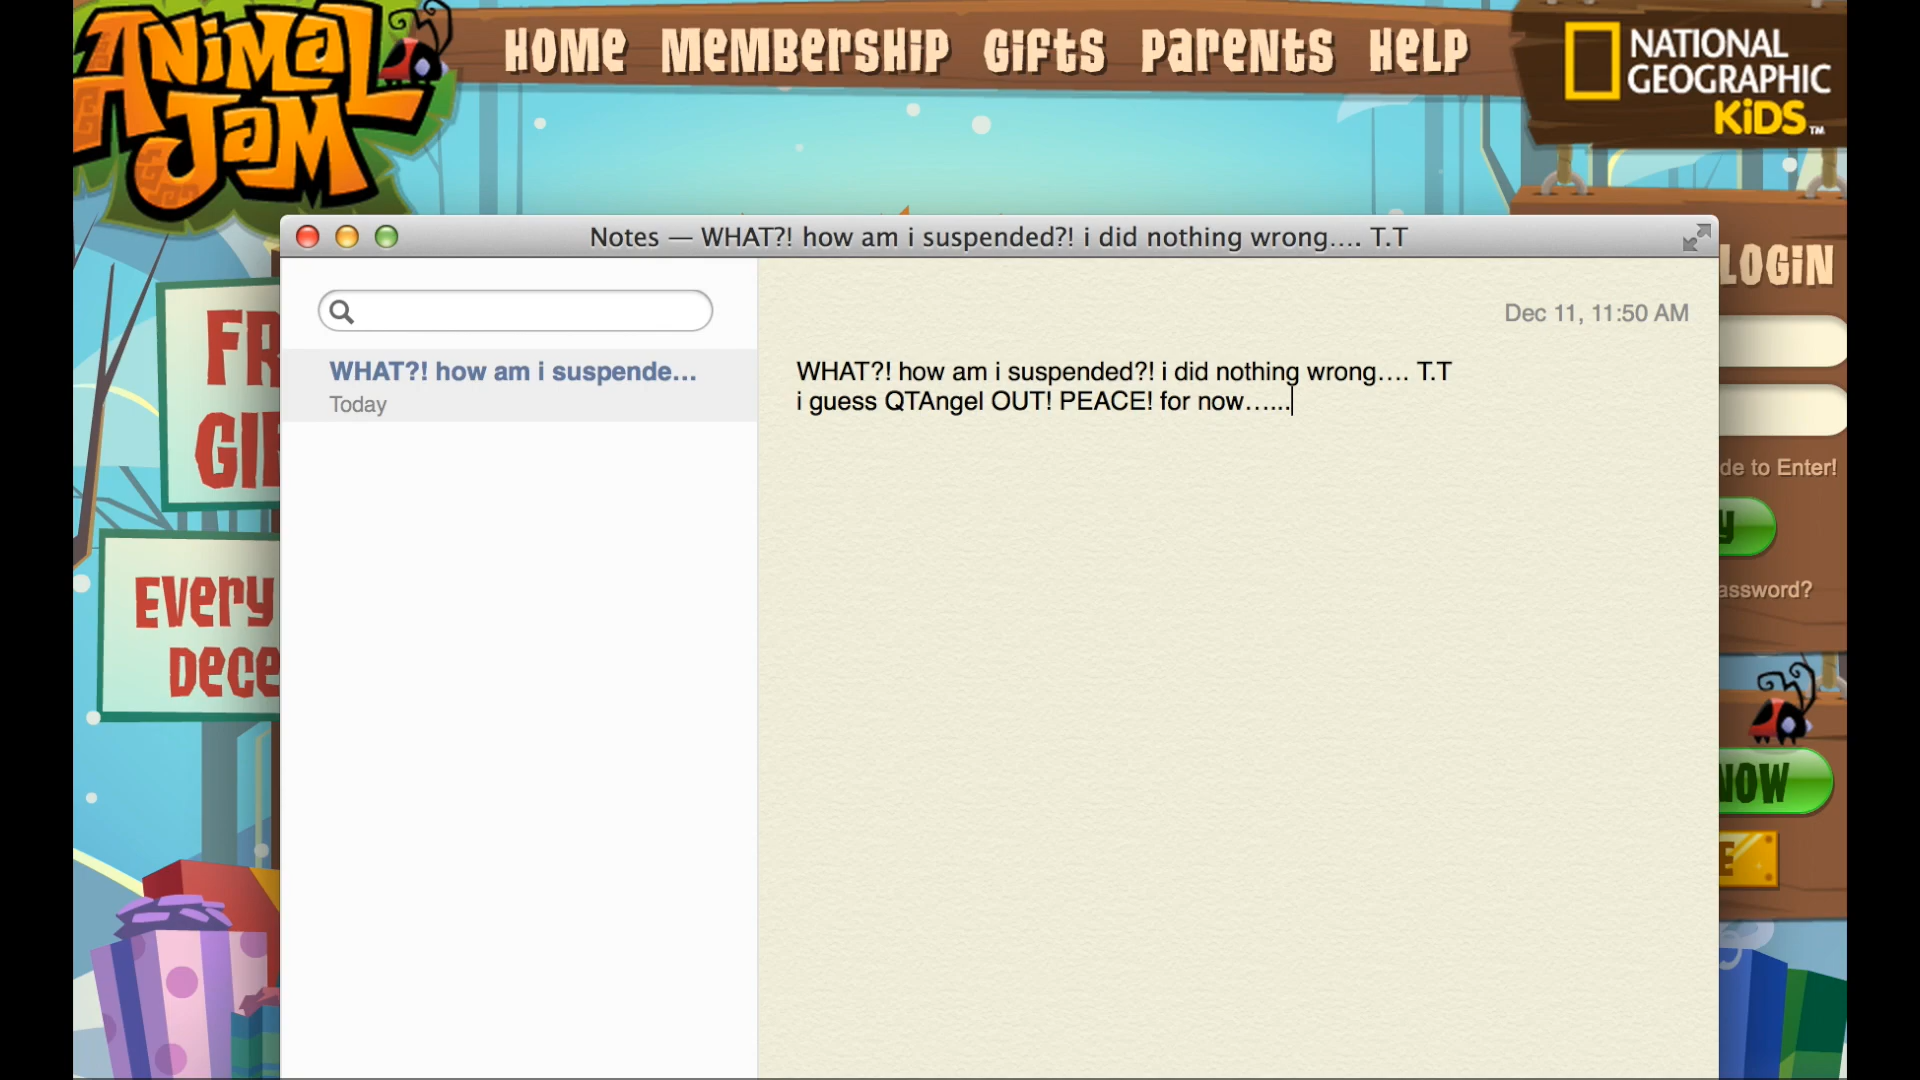 ANIMAL
JAM
HOME MEMBERSHIP GIFTS PARENTS HELP
NATIONAL
GEOGRAPHIC
KiDS™
Notes — WHAT?! how am i suspended?! i did nothing wrong…. T.T
LOGIN
Dec 11, 11:50 AM
WHAT?! how am i suspende...
Today
WHAT?! how am i suspended?! i did nothing wrong…. T.T
i guess QTAngel OUT! PEACE! for now…...
FR
GI
de to Enter!
assword?
EVERY
DECE
NOW